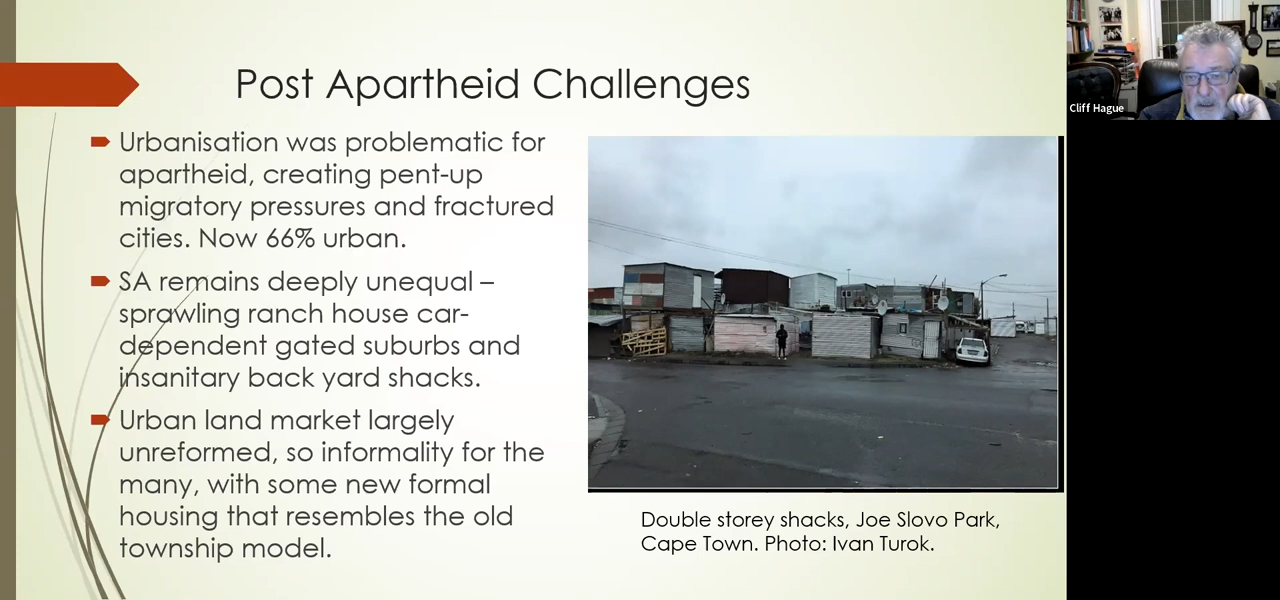 Post Apartheid Challenges
Urbanisation was problematic for
apartheid, creating pent-up
migratory pressures and fractured
cities. Now 66% urban.
SA remains deeply unequal –
sprawling ranch house car-
dependent gated suburbs and
insanitary back yard shacks.
Urban land market largely
unreformed, so informality for the
many, with some new formal
housing that resembles the old
township model.
Double storey shacks, Joe Slovo Park,
Cape Town. Photo: Ivan Turok.
Cliff Hague